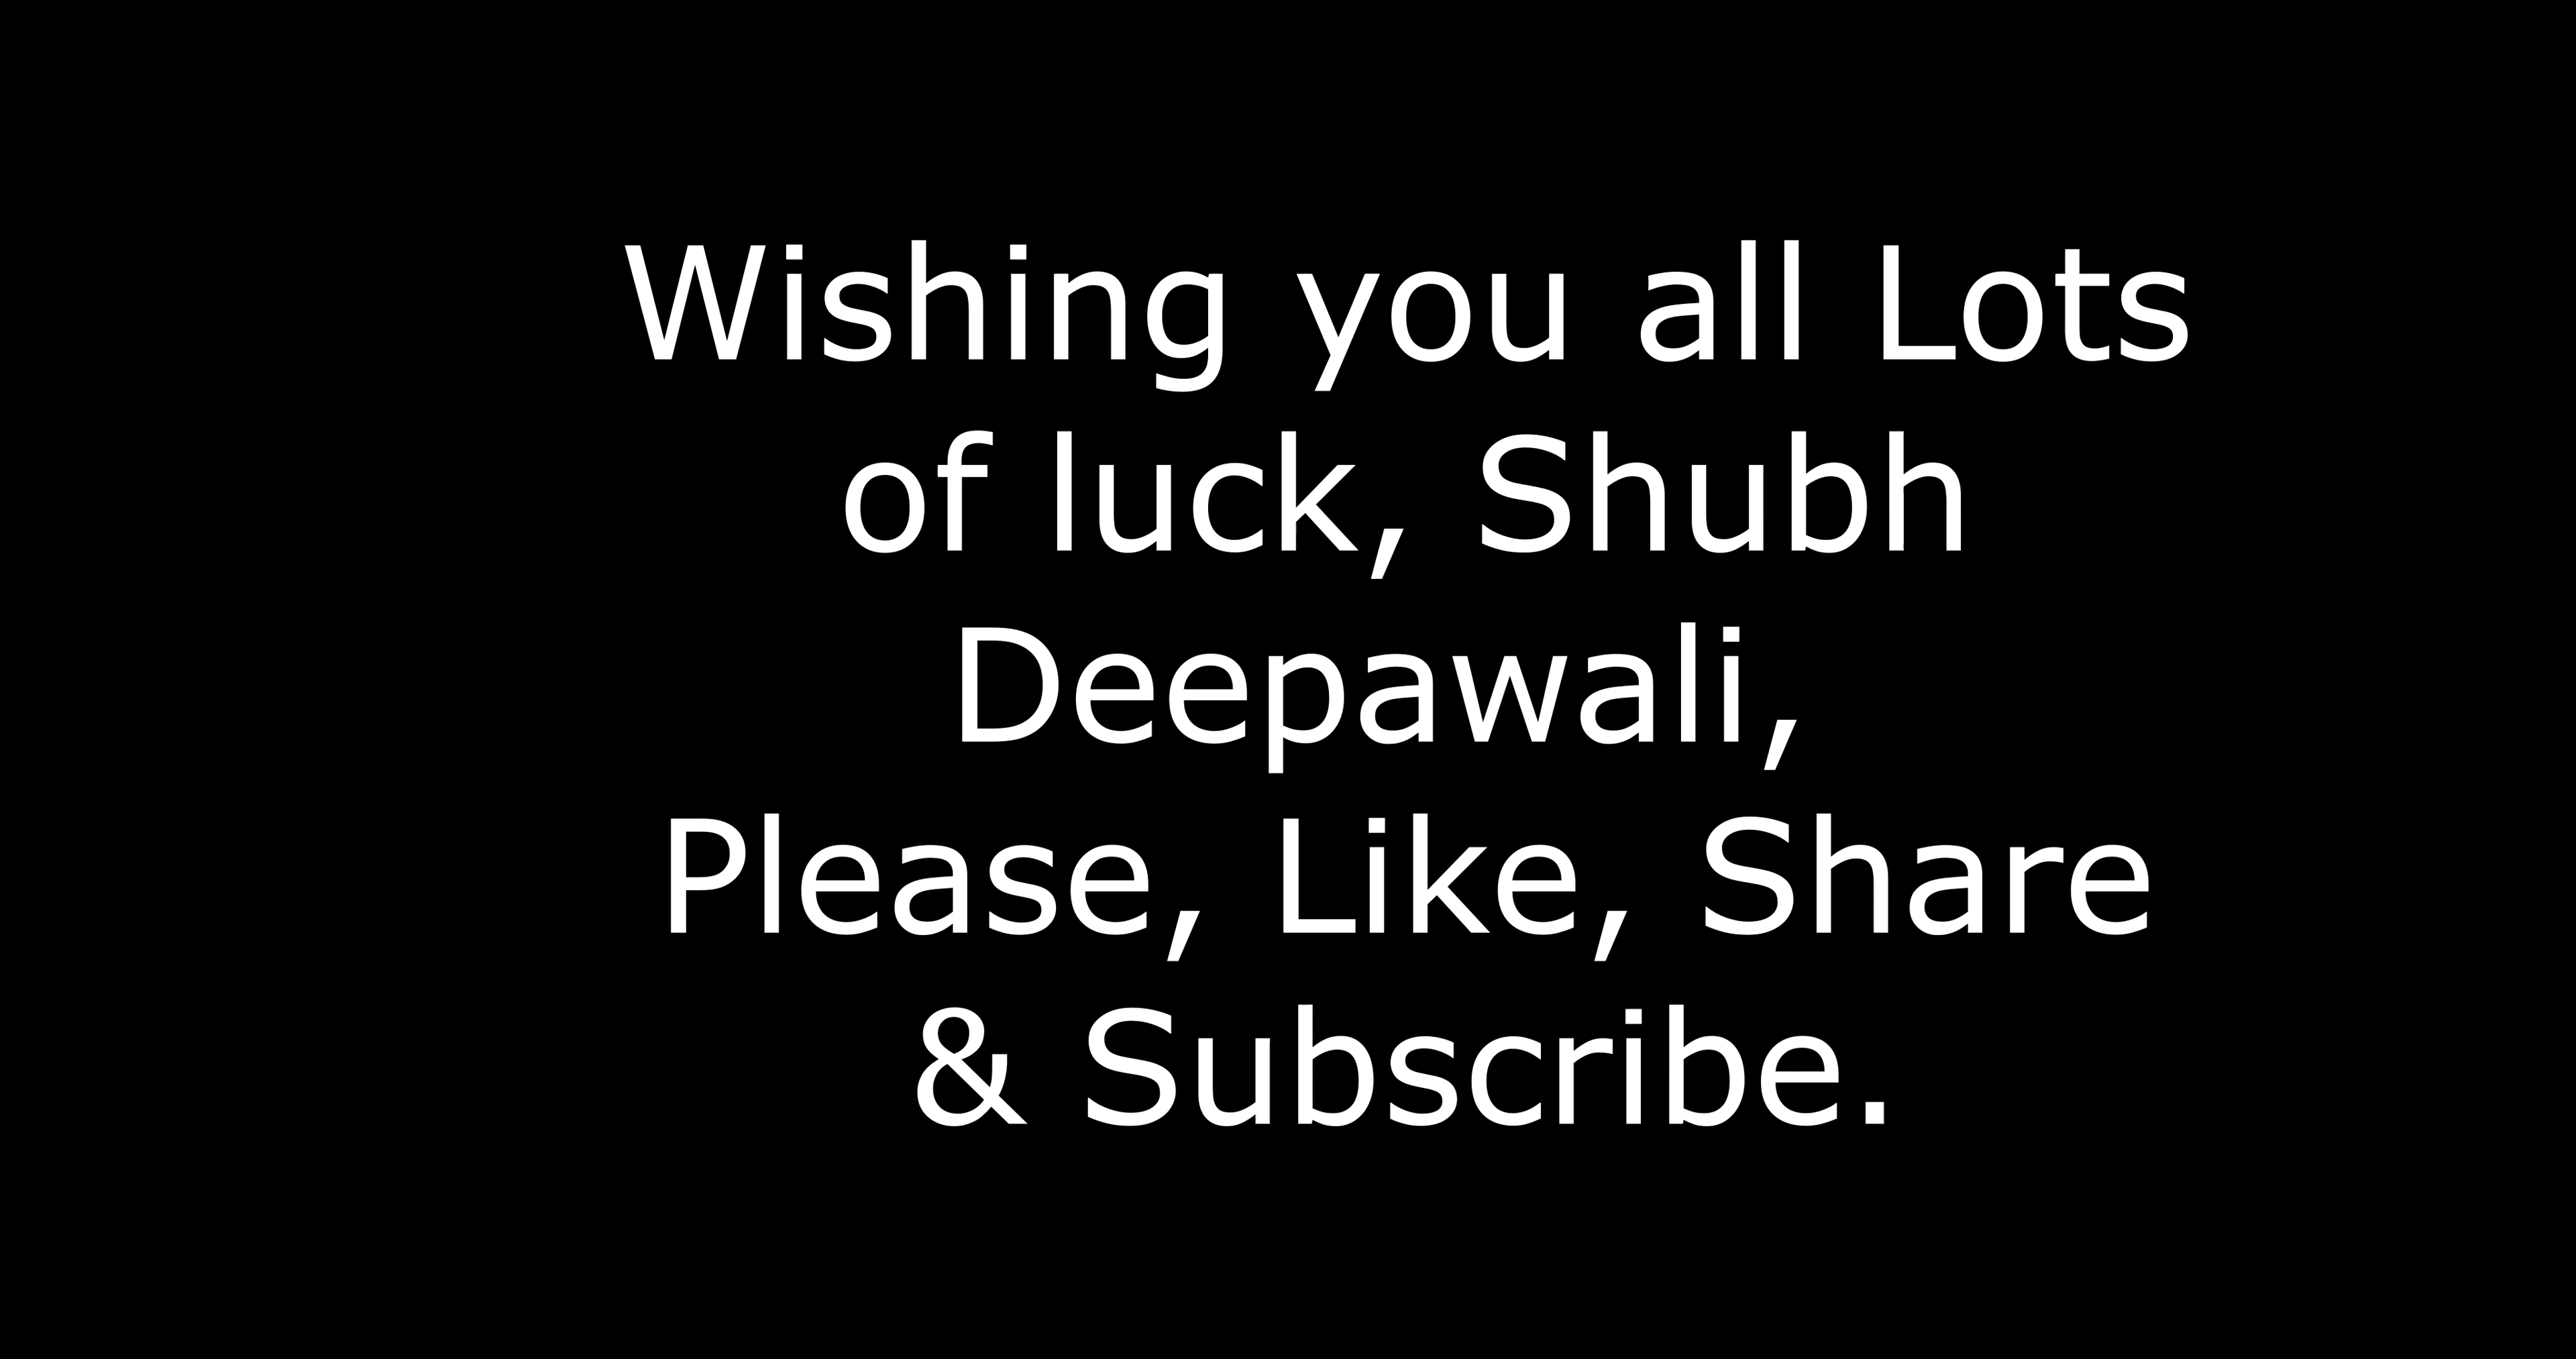 Wishing you all Lots
of luck, Shubh
Deepawali,
Please, Like, Share
& Subscribe.